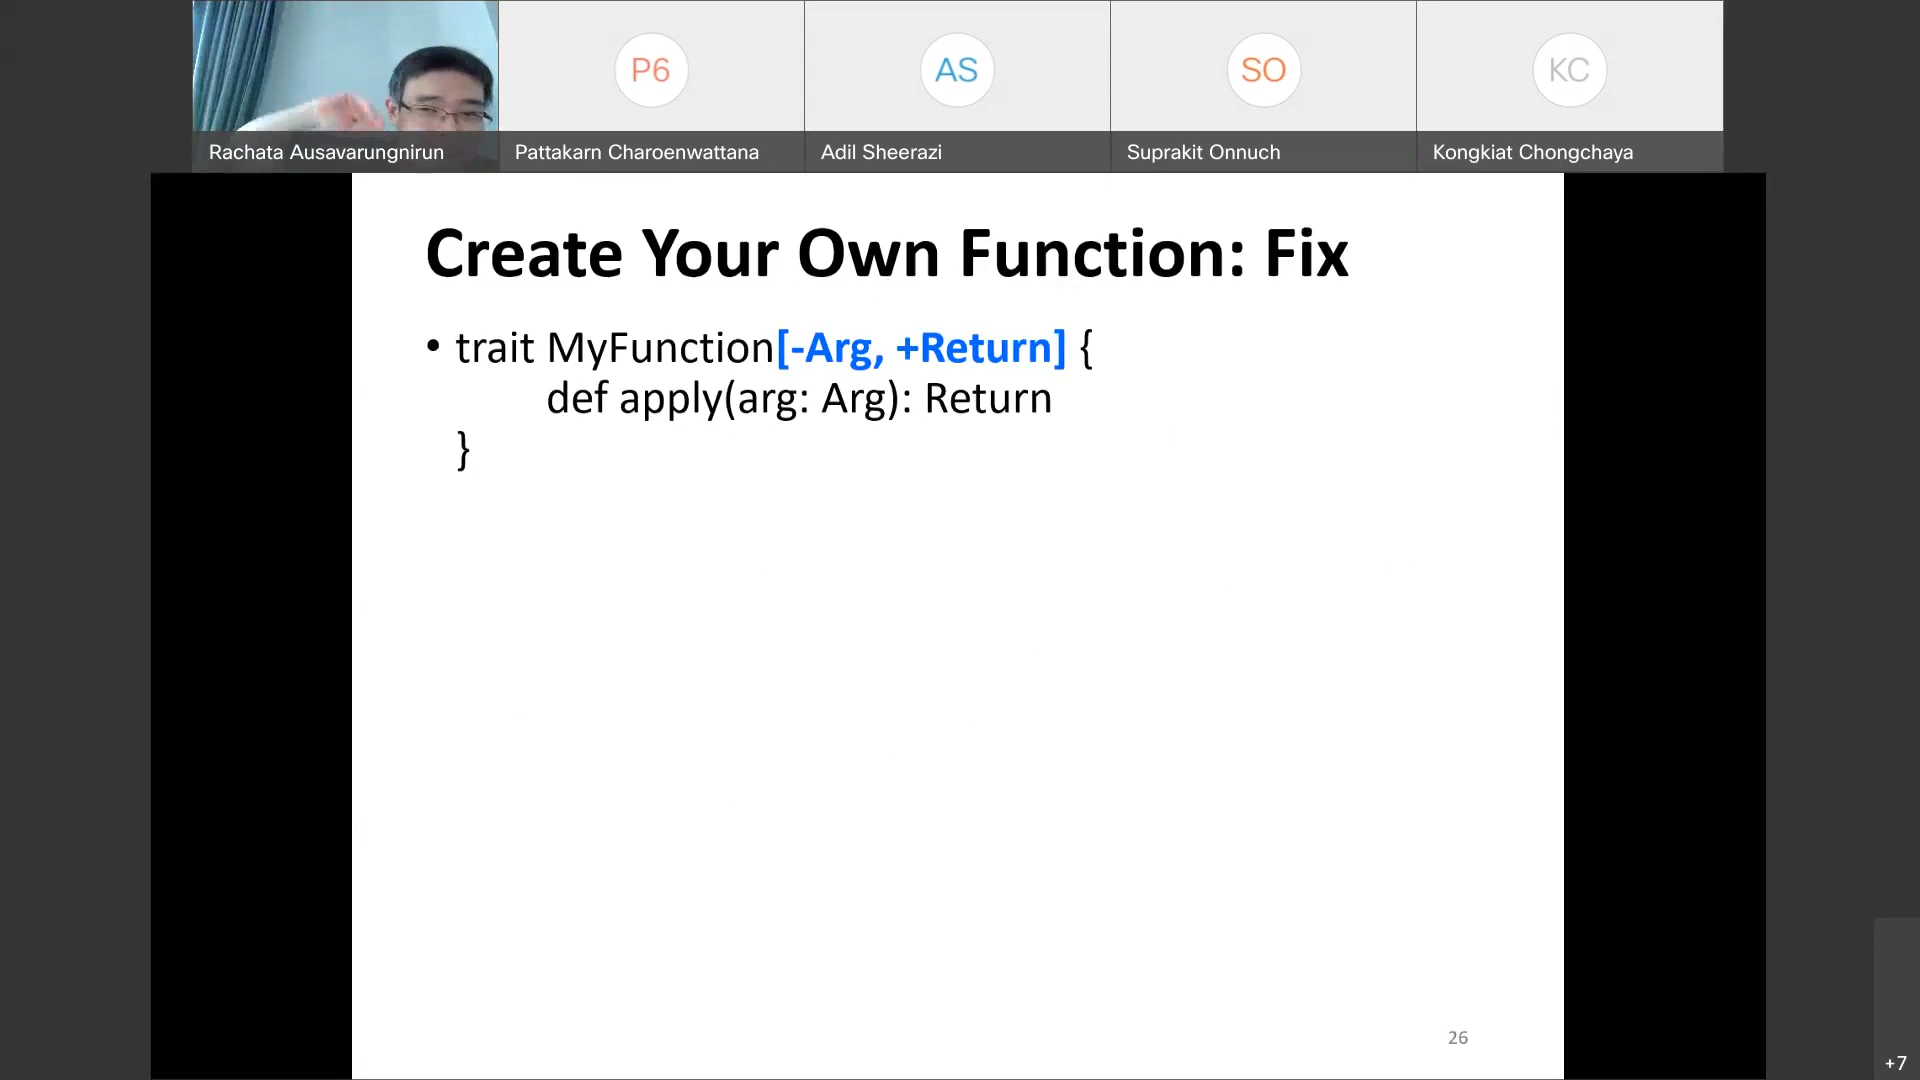 P6
AS
SO
KC
Rachata Ausavarungnirun
Pattakarn Charoenwattana
Adil Sheerazi
Suprakit Onnuch
Kongkiat Chongchaya
Create Your Own Function: Fix
• trait MyFunction[-Arg, +Return] {
def apply(arg: Arg): Return
}
26
+7